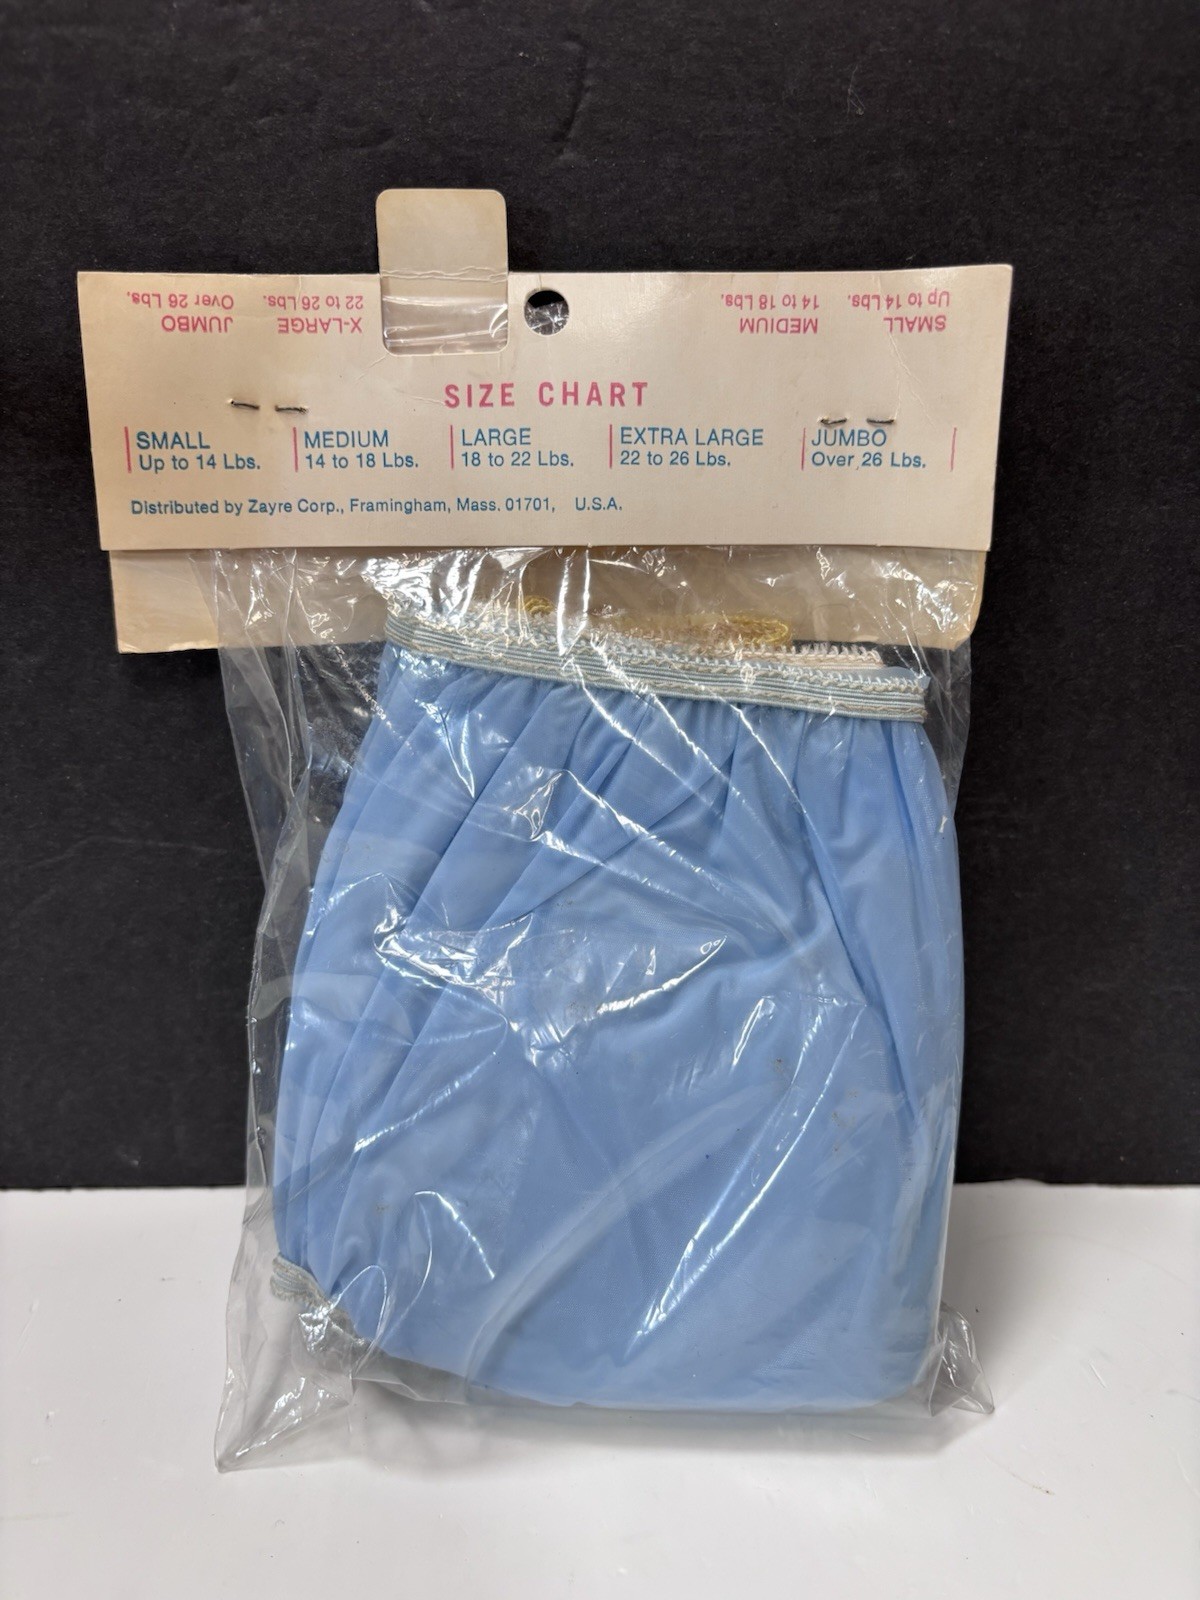 SMALL
Up to 14 Lbs.
MEDIUM
14 to 18 Lbs.
X-LARGE
22 to 26 Lbs.
JUMBO
Over 26 Lbs.
SIZE CHART
SMALL MEDIUM LARGE EXTRA LARGE JUMBO
Up to 14 Lbs. 14 to 18 Lbs. 18 to 22 Lbs. 22 to 26 Lbs. Over 26 Lbs.
Distributed by Zayre Corp., Framingham, Mass. 01701, U.S.A.